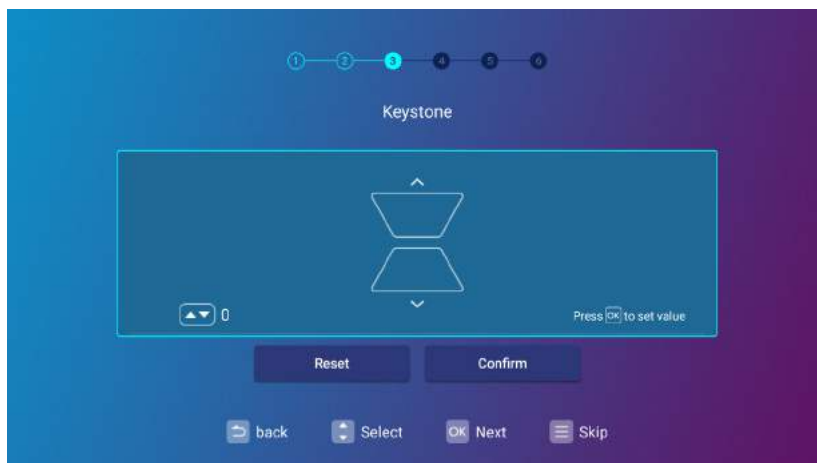 1 2 3 4 5 6
Keystone
0
Press OK to set value
Reset Confirm
back Select OK Next Skip